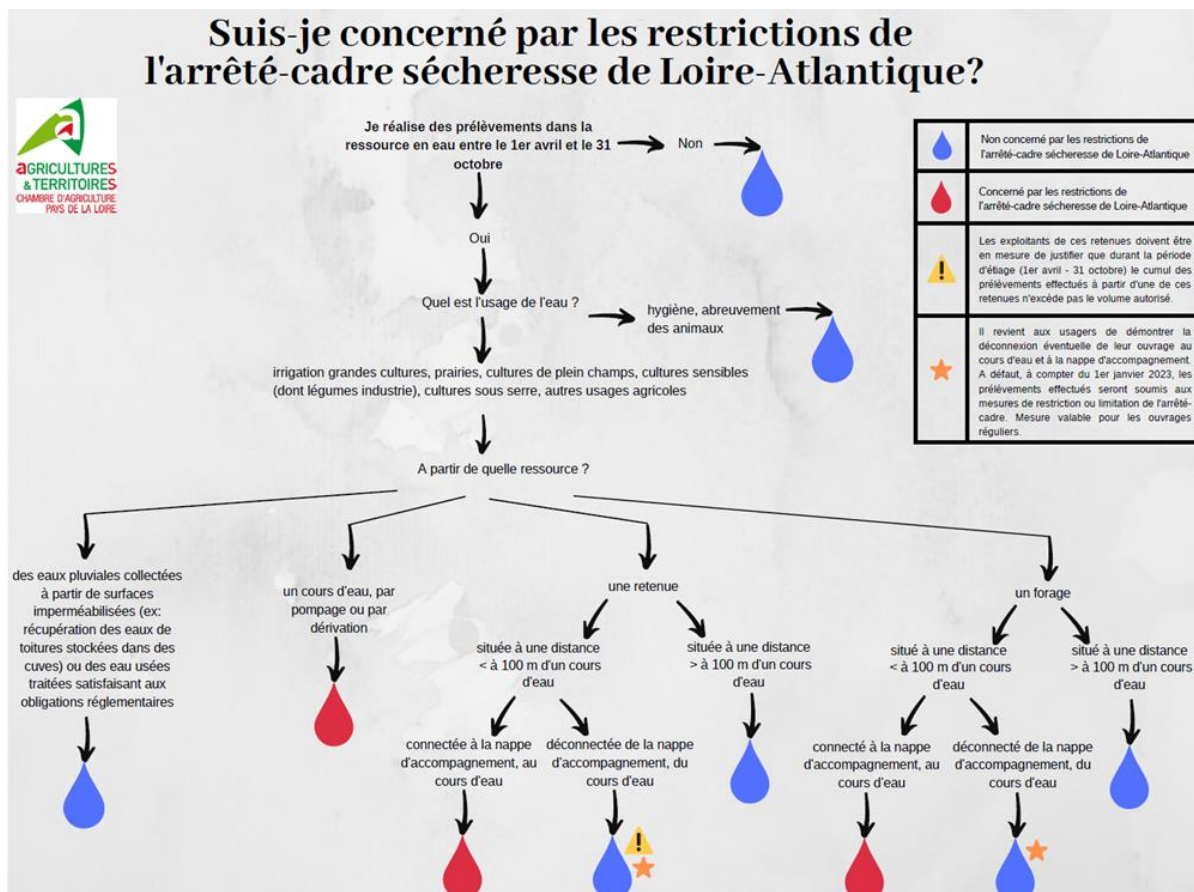 Suis-je concerné par les restrictions de
l'arrêté-cadre sécheresse de Loire-Atlantique?
aGRICULTURES
& TERRITOIRES
CHAMBRE D'AGRICULTURE
PAYS DE LA LOIRE
Je réalise des prélèvements dans la
ressource en eau entre le 1er avril et le 31
octobre
Non
Oui
Quel est l'usage de l'eau ?
hygiène, abreuvement
des animaux
irrigation grandes cultures, prairies, cultures de plein champs, cultures sensibles
(dont légumes industrie), cultures sous serre, autres usages agricoles
A partir de quelle ressource ?
Non concerné par les restrictions de
l'arrêté-cadre sécheresse de Loire-Atlantique
Concerné par les restrictions de
l'arrêté-cadre sécheresse de Loire-Atlantique
Les exploitants de ces retenues doivent être
en mesure de justifier que durant la période
d'étiage (1er avril - 31 octobre) le cumul des
prélèvements effectués à partir d'une de ces
retenues n'excède pas le volume autorisé.
Il revient aux usagers de démontrer la
déconnexion éventuelle de leur ouvrage au
cours d'eau et à la nappe d'accompagnement.
A défaut, à compter du 1er janvier 2023, les
prélèvements effectués seront soumis aux
mesures de restriction ou limitation de l'arrêté-
cadre. Mesure valable pour les ouvrages
réguliers.
des eaux pluviales collectées
à partir de surfaces
imperméabilisées (ex:
récupération des eaux de
toitures stockées dans des
cuves) ou des eau usées
traitées satisfaisant aux
obligations réglementaires
un cours d'eau, par
pompage ou par
dérivation
une retenue
située à une distance
< à 100 m d'un cours
d'eau
située à une distance
> à 100 m d'un cours
d'eau
connectée à la nappe
d'accompagnement, au
cours d'eau
déconnectée de la nappe
d'accompagnement, du
cours d'eau
un forage
situé à une distance
< à 100 m d'un cours
d'eau
situé à une distance
> à 100 m d'un cours
d'eau
connecté à la nappe
d'accompagnement, au
cours d'eau
déconnecté de la nappe
d'accompagnement, du
cours d'eau